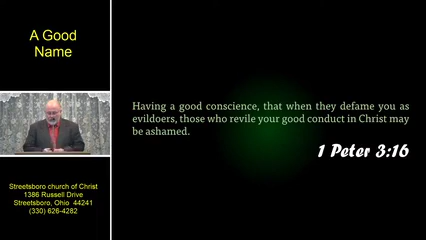 A Good
Name
Having a good conscience, that when they defame you as
evildoers, those who revile your good conduct in Christ may
be ashamed.
1 Peter 3:16
Streetsboro church of Christ
1386 Russell Drive
Streetsboro, Ohio 44241
(330) 626-4282